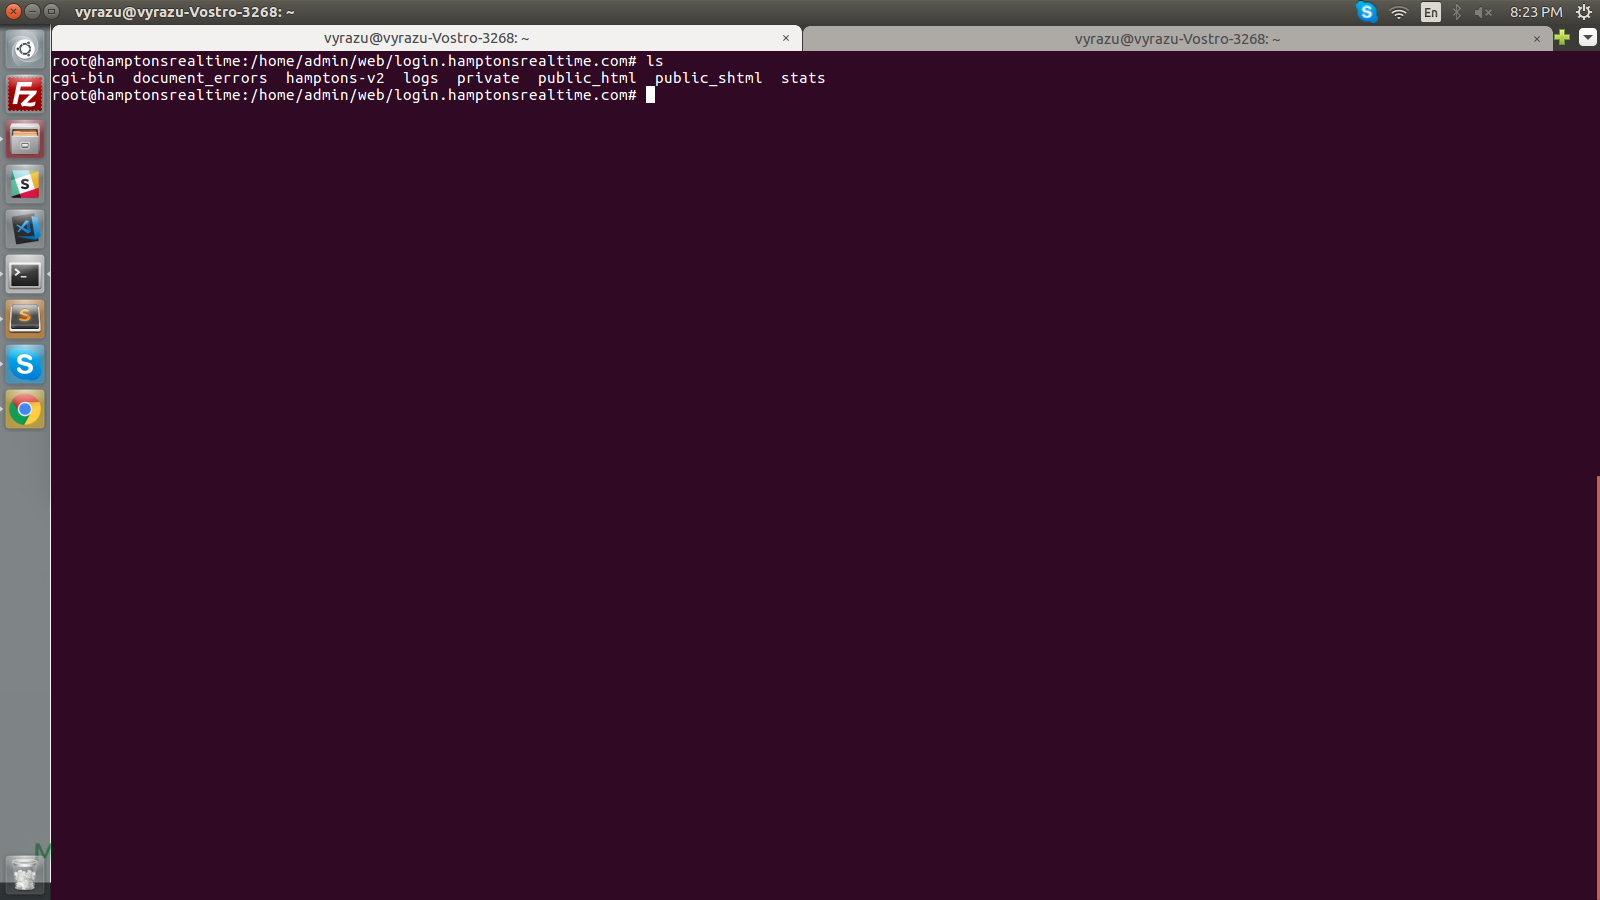 vyrazu@vyrazu-Vostro-3268: ~
En
8:23 PM
vyrazu@vyrazu-Vostro-3268: ~
vyrazu@vyrazu-Vostro-3268: ~
root@hamptonsrealtime:/home/admin/web/login.hamptonsrealtime.com# ls
cgi-bin  document_errors  hamptons-v2  logs  private  public_html  public_shtml  stats
root@hamptonsrealtime:/home/admin/web/login.hamptonsrealtime.com#